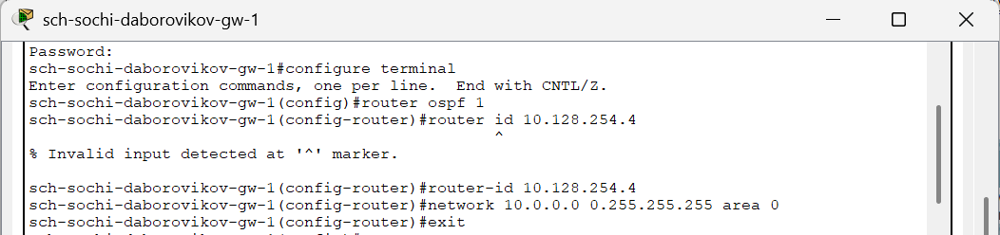 sch-sochi-daborovikov-gw-1
Password:
sch-sochi-daborovikov-gw-1#configure terminal
Enter configuration commands, one per line.  End with CNTL/Z.
sch-sochi-daborovikov-gw-1(config)#router ospf 1
sch-sochi-daborovikov-gw-1(config-router)#router id 10.128.254.4
^
% Invalid input detected at '^' marker.
sch-sochi-daborovikov-gw-1(config-router)#router-id 10.128.254.4
sch-sochi-daborovikov-gw-1(config-router)#network 10.0.0.0 0.255.255.255 area 0
sch-sochi-daborovikov-gw-1(config-router)#exit